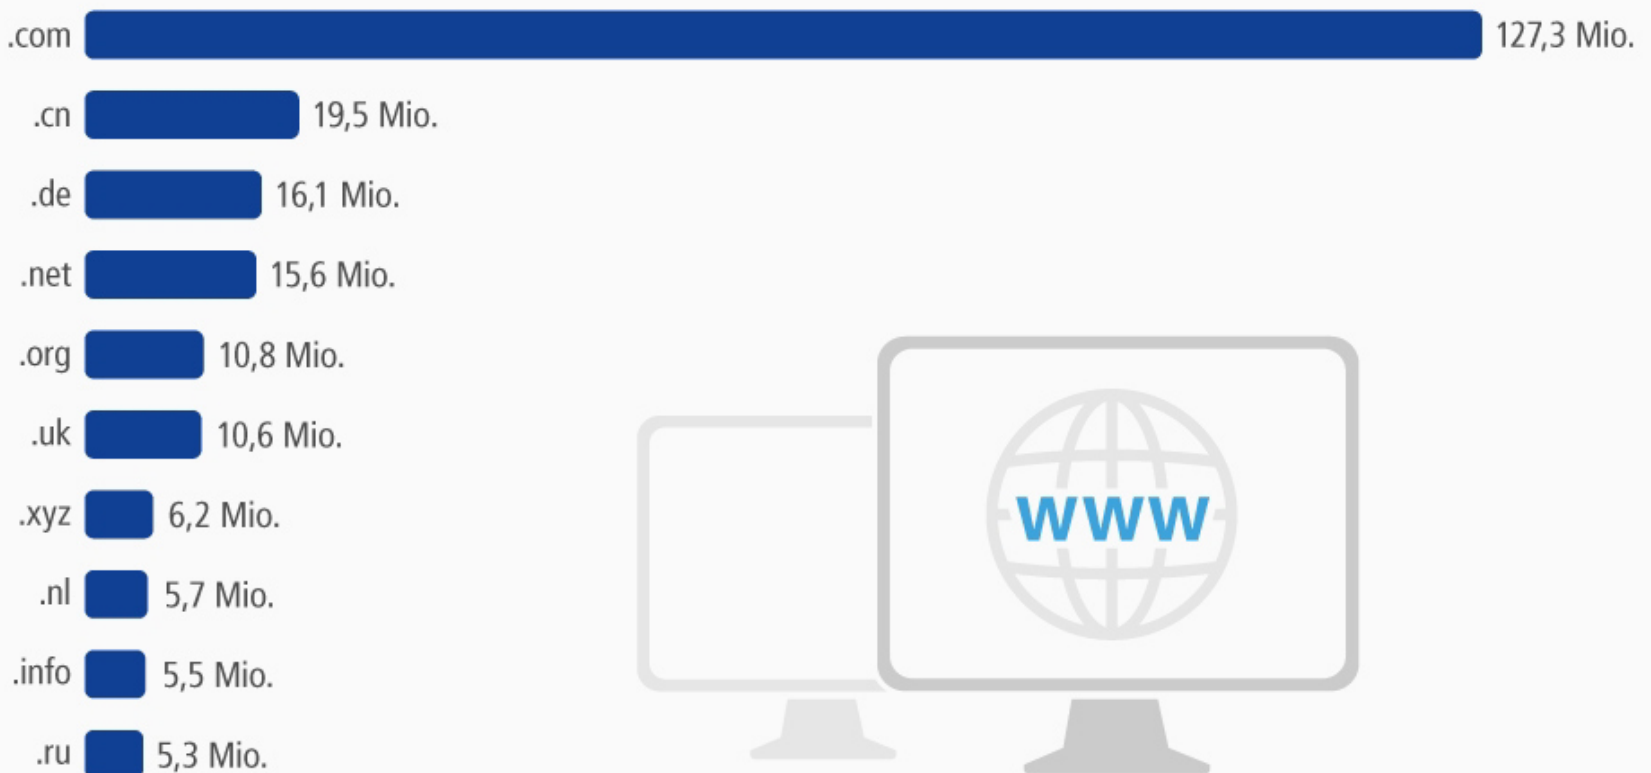 .com 127,3 Mio.
.cn 19,5 Mio.
.de 16,1 Mio.
.net 15,6 Mio.
.org 10,8 Mio.
.uk 10,6 Mio.
.xyz 6,2 Mio.
.nl 5,7 Mio.
.info 5,5 Mio.
.ru 5,3 Mio.
www